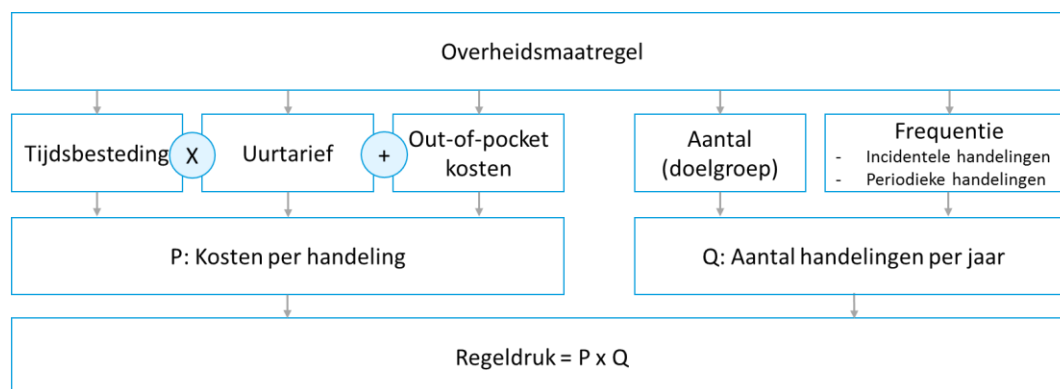 Overheidsmaatregel
Tijdsbesteding
X
Uurtarief
+
Out-of-pocket
kosten
Aantal
(doelgroep)
Frequentie
- Incidentele handelingen
- Periodieke handelingen
P: Kosten per handeling
Q: Aantal handelingen per jaar
Regeldruk = P x Q